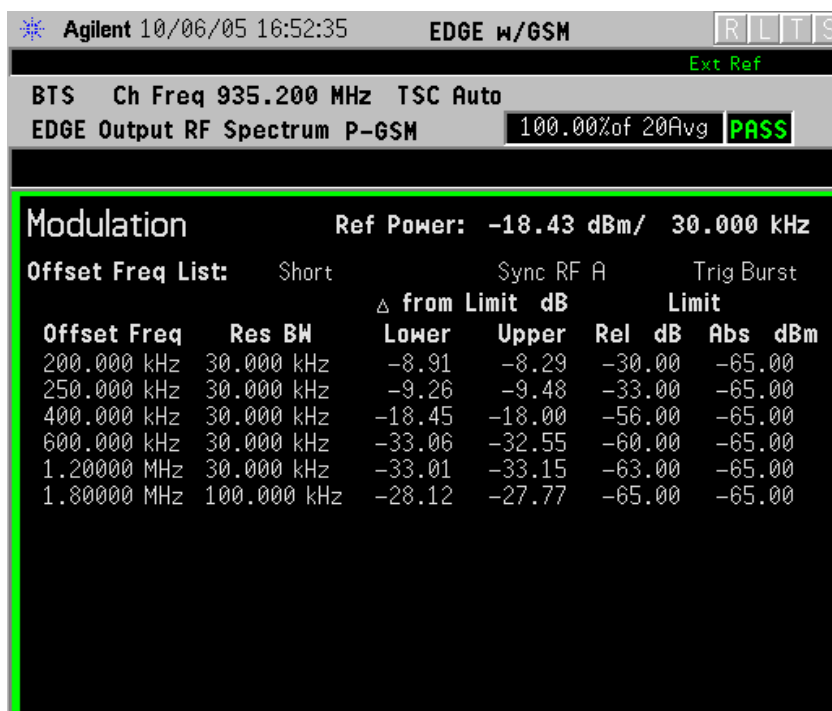 Agilent 10/06/05 16:52:35 EDGE w/GSM R L T S
Ext Ref
BTS Ch Freq 935.200 MHz TSC Auto
EDGE Output RF Spectrum P-GSM 100.00%of 20Avg PASS
Modulation Ref Power: -18.43 dBm/ 30.000 kHz
Offset Freq List: Short Sync RF A Trig Burst
△ from Limit dB Limit
Offset Freq Res BW Lower Upper Rel dB Abs dBm
200.000 kHz 30.000 kHz -8.91 -8.29 -30.00 -65.00
250.000 kHz 30.000 kHz -9.26 -9.48 -33.00 -65.00
400.000 kHz 30.000 kHz -18.45 -18.00 -56.00 -65.00
600.000 kHz 30.000 kHz -33.06 -32.55 -60.00 -65.00
1.20000 MHz 30.000 kHz -33.01 -33.15 -63.00 -65.00
1.80000 MHz 100.000 kHz -28.12 -27.77 -65.00 -65.00